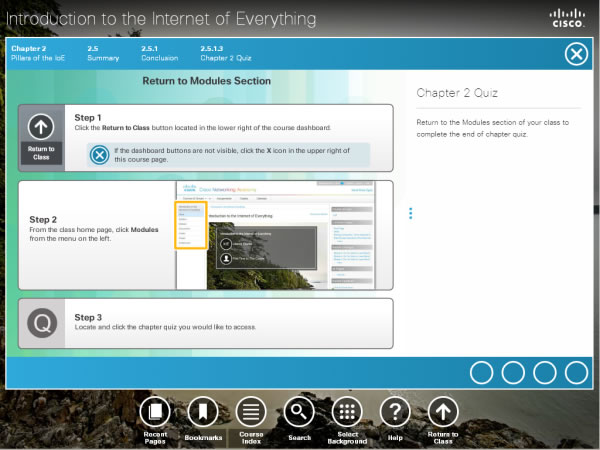 Introduction to the Internet of Everything
CISCO
Chapter 2
Pillars of the IoE
2.5
Summary
2.5.1
Conclusion
2.5.1.3
Chapter 2 Quiz
Return to Modules Section
Return to
Class
Step 1
Click the Return to Class button located in the lower right of the course dashboard.
If the dashboard buttons are not visible, click the X icon in the upper right of
this course page.
Step 2
From the class home page, click Modules
from the menu on the left.
Cisco Networking Academy
Introduction to the Internet of Everything
Q
Step 3
Locate and click the chapter quiz you would like to access.
Chapter 2 Quiz
Return to the Modules section of your class to
complete the end of chapter quiz.
Recent
Pages
Bookmarks
Course
Index
Search
Select
Background
Help
Return to
Class